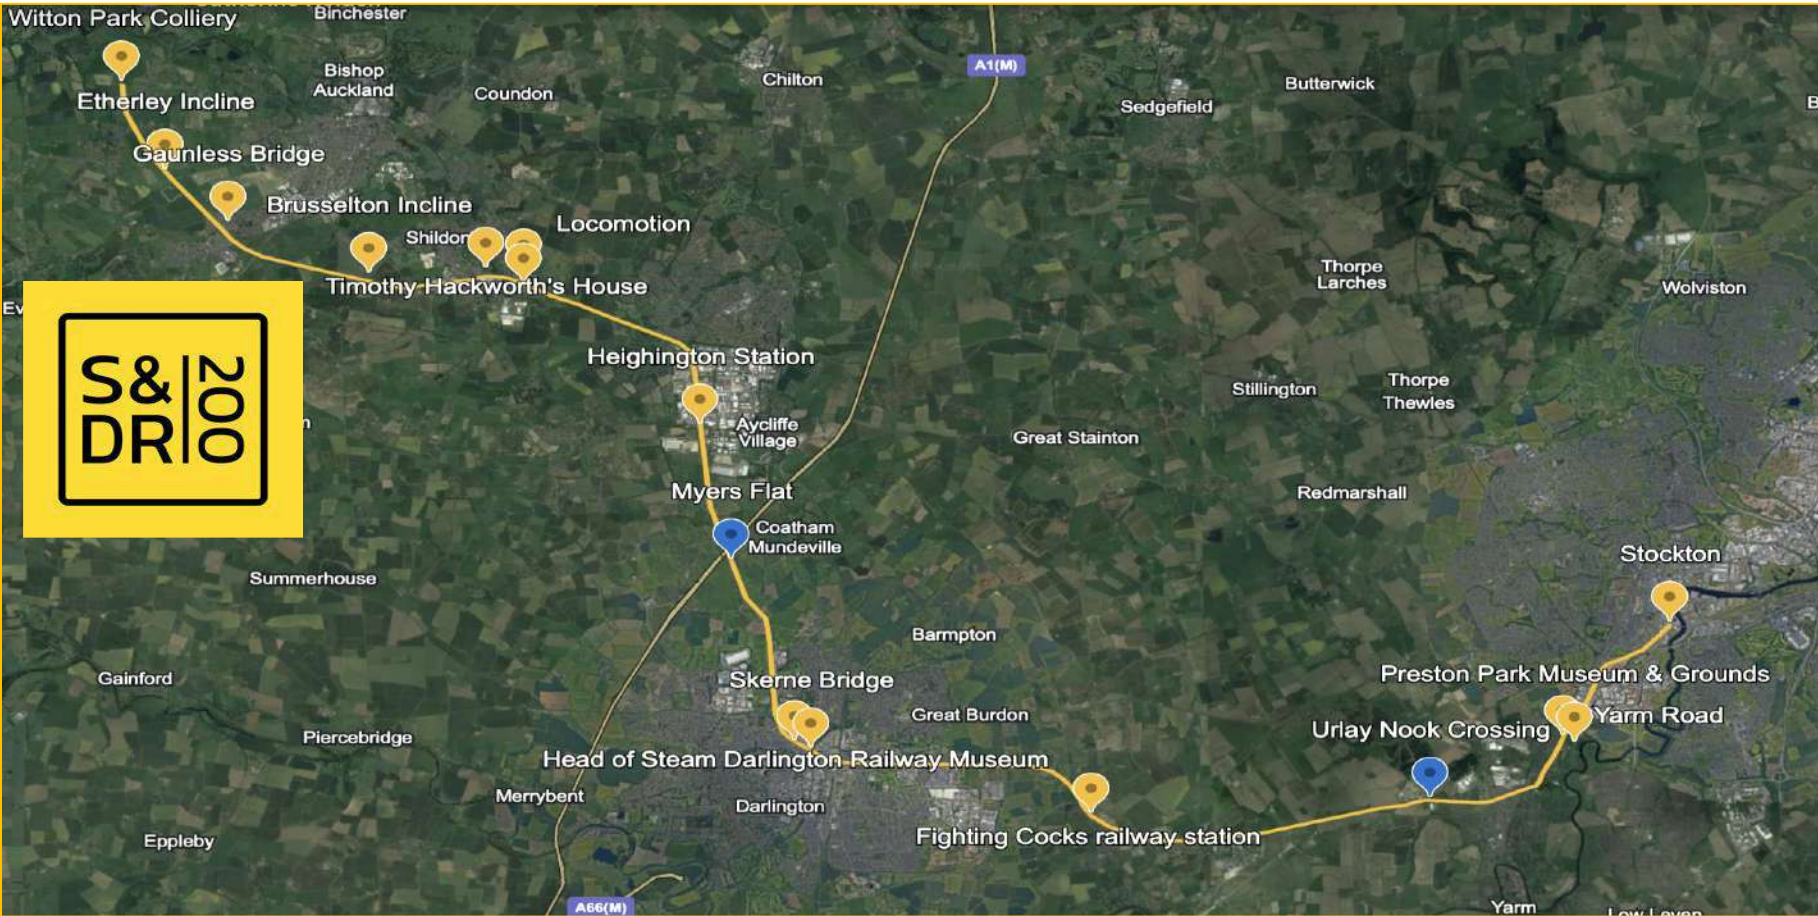 Witton Park Colliery
Binchester
Bishop
Auckland
Coundon
Chilton
A1(M)
Sedgefield
Butterwick
Etherley Incline
Gaunless Bridge
Brusselton Incline
Shildon
Locomotion
Timothy Hackworth's House
Thorpe
Larches
Wolviston
S&
DR
200
Heighington Station
Aycliffe
Village
Stillington
Thorpe
Thewles
Great Stainton
Myers Flat
Redmarshall
Coatham
Mundeville
Stockton
Summerhouse
Barmpton
Gainford
Skerne Bridge
Preston Park Museum & Grounds
Great Burdon
Urlay Nook Crossing
Yarm Road
Piercebridge
Head of Steam Darlington Railway Museum
Merrybent
Darlington
Eppleby
Fighting Cocks railway station
A66(M)
Yarm